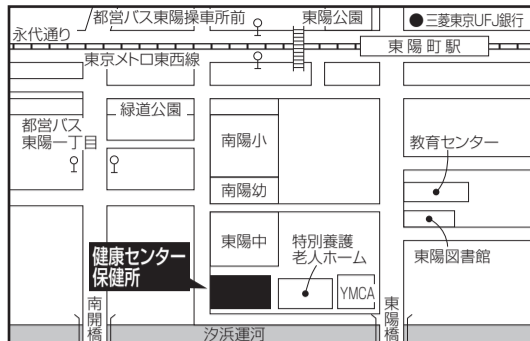 都営バス東陽操車所前
東陽公園
三菱東京UFJ銀行
永代通り
東陽町駅
東京メトロ東西線
緑道公園
都営バス
東陽一丁目
南陽小
教育センター
南陽幼
東陽中
特別養護
老人ホーム
東陽図書館
健康センター
保健所
YMCA
南開橋
東陽橋
汐浜運河